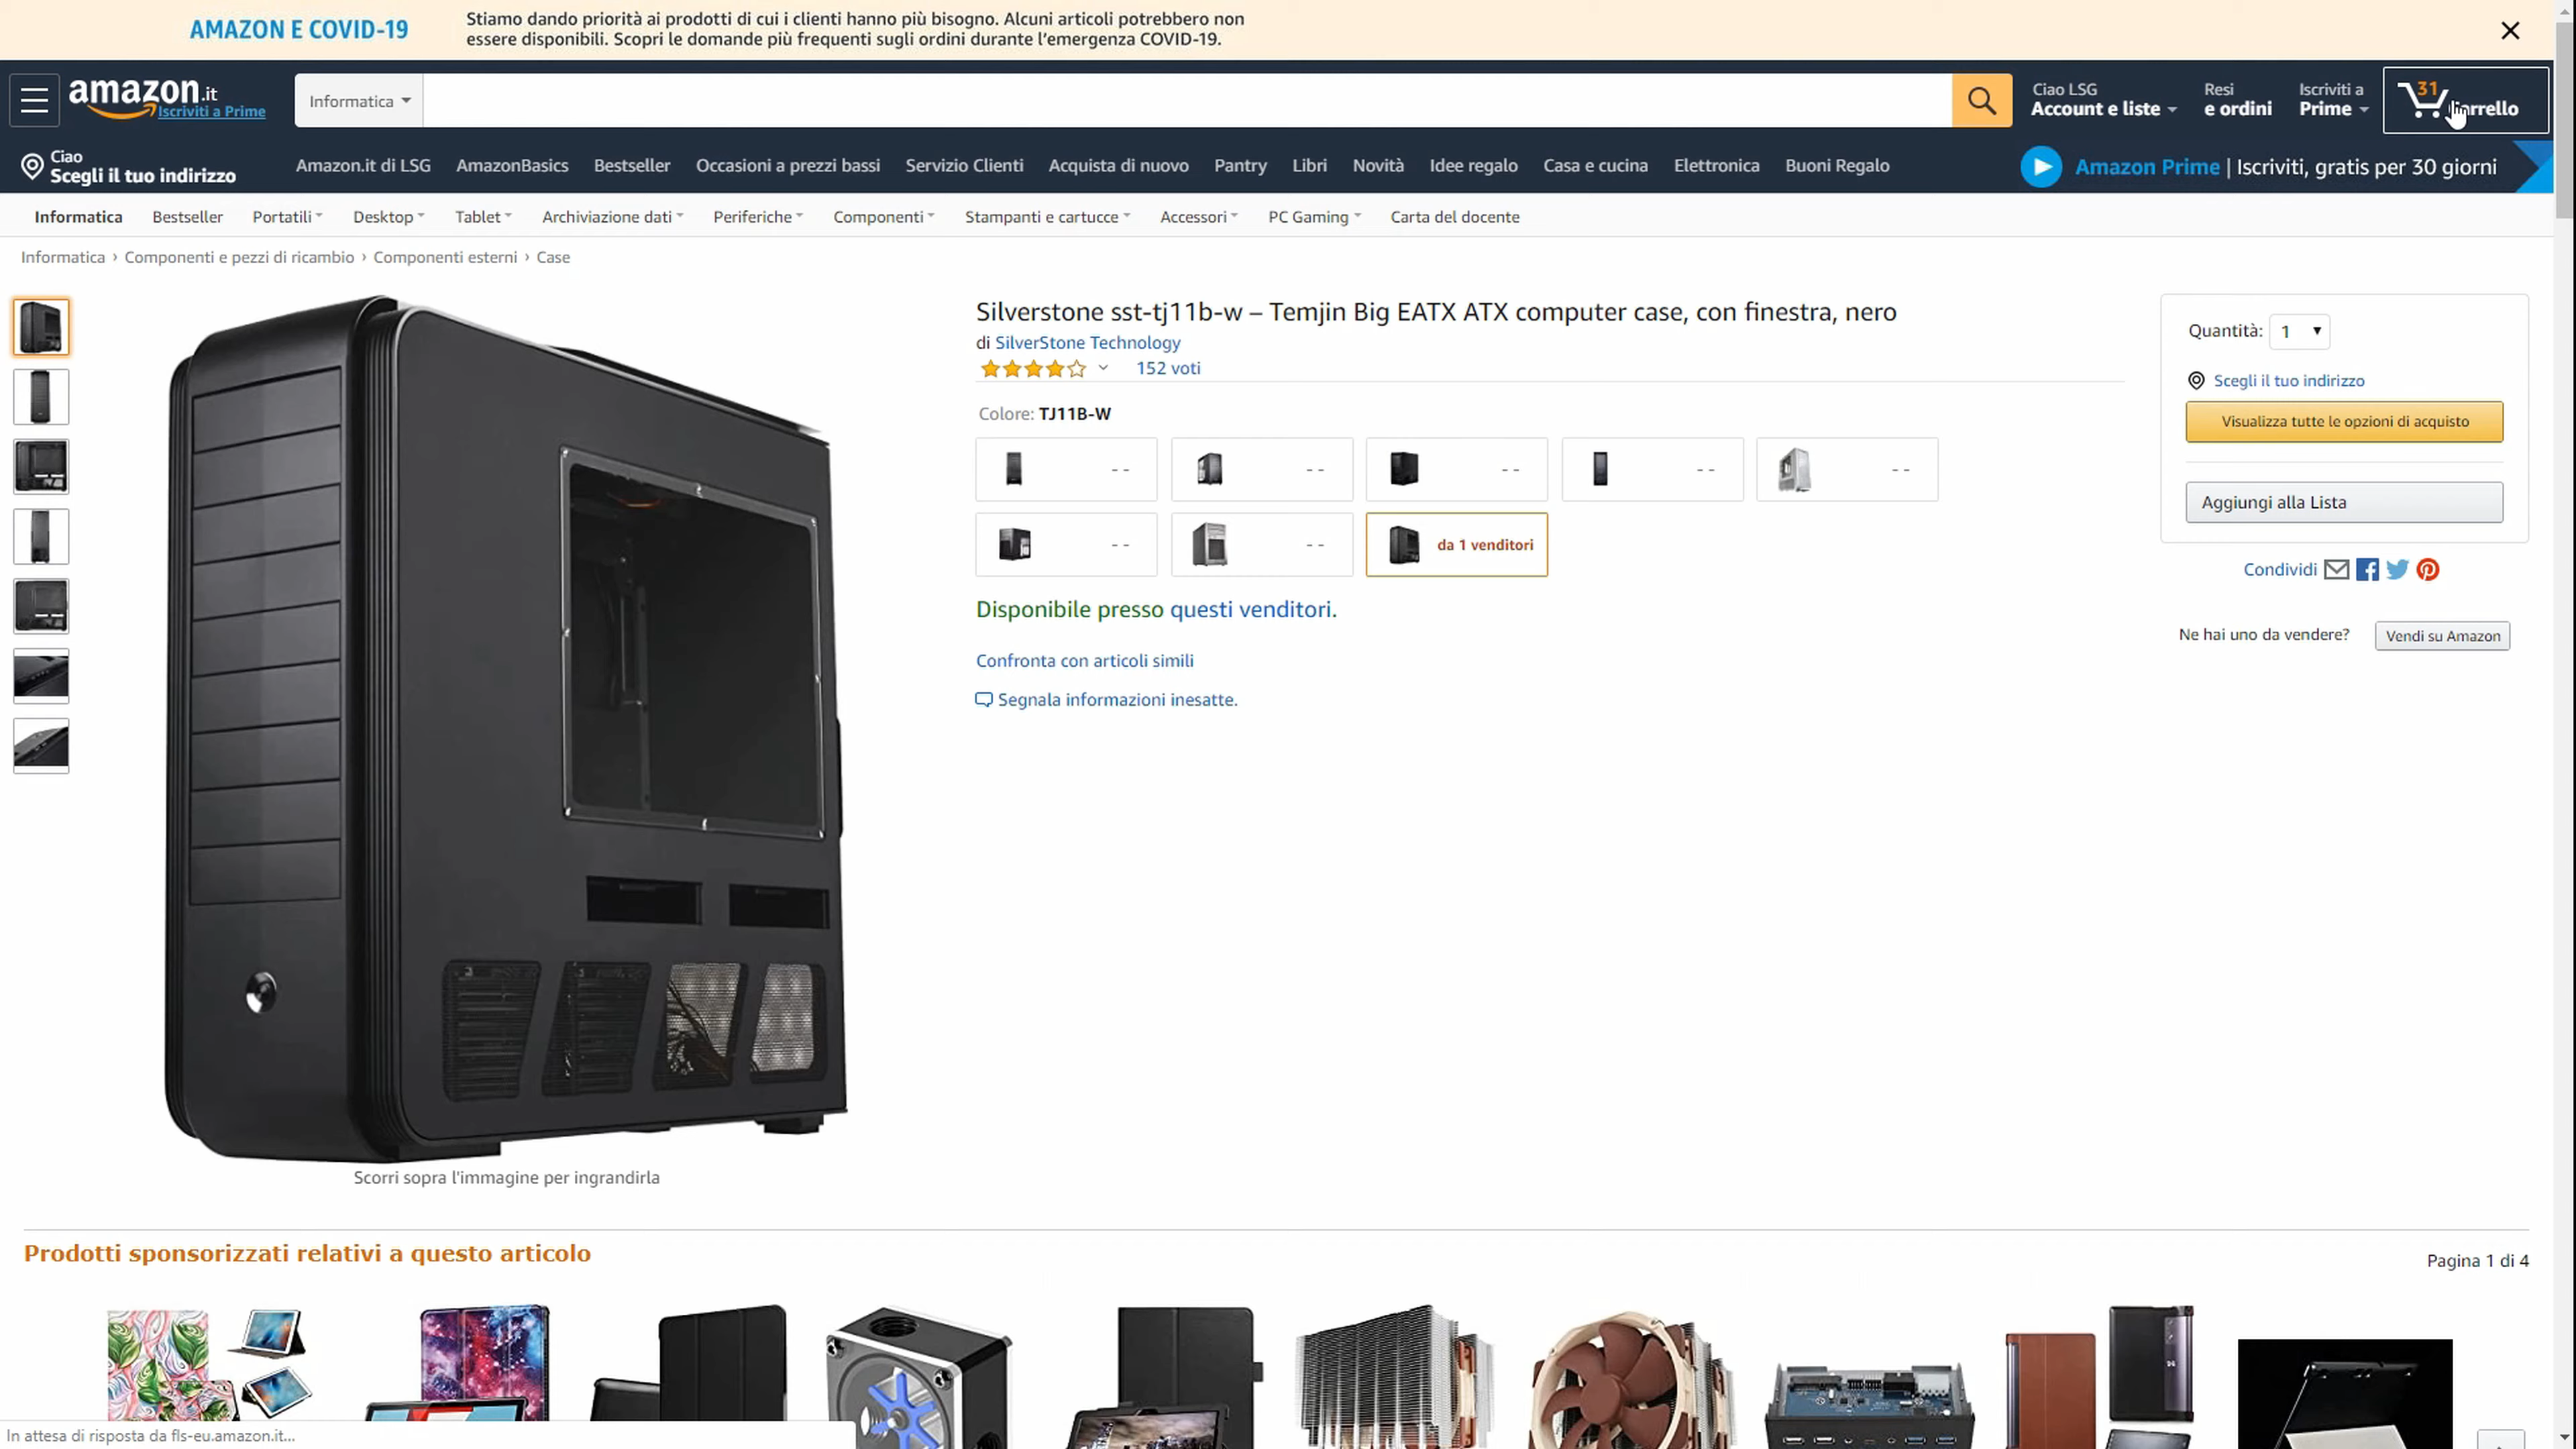 AMAZON E COVID-19
Stiamo dando priorità ai prodotti di cui i clienti hanno più bisogno. Alcuni articoli potrebbero non
essere disponibili. Scopri le domande più frequenti sugli ordini durante l'emergenza COVID-19.
amazon.it
Iscriviti a Prime
Informatica
Ciao LSG
Account e liste
Resi
e ordini
Iscriviti a
Prime
31
Ciao
Scegli il tuo indirizzo
Amazon.it di LSG AmazonBasics Bestseller Occasioni a prezzi bassi Servizio Clienti Acquista di nuovo Pantry Libri Novità Idee regalo Casa e cucina Elettronica Buoni Regalo
Amazon Prime | Iscriviti, gratis per 30 giorni
Informatica Bestseller Portatili Desktop Tablet Archiviazione dati Periferiche Componenti Stampanti e cartucce Accessori PC Gaming Carta del docente
Informatica › Componenti e pezzi di ricambio › Componenti esterni › Case
Silverstone sst-tj11b-w – Temjin Big EATX ATX computer case, con finestra, nero
di SilverStone Technology
152 voti
Colore: TJ11B-W
- - - - - - - - - -
- - - - da 1 venditori
Disponibile presso questi venditori.
Confronta con articoli simili
Segnala informazioni inesatte.
Quantità: 1
Scegli il tuo indirizzo
Visualizza tutte le opzioni di acquisto
Aggiungi alla Lista
Condividi
Ne hai uno da vendere? Vendi su Amazon
Scorri sopra l'immagine per ingrandirla
Prodotti sponsorizzati relativi a questo articolo
Pagina 1 di 4
In attesa di risposta da fls-eu.amazon.it...